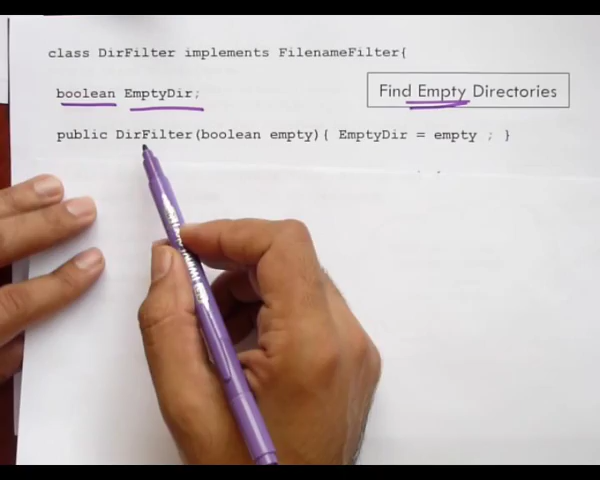 class DirFilter implements FilenameFilter{
boolean EmptyDir;
Find Empty Directories
public DirFilter(boolean empty){ EmptyDir = empty ; }